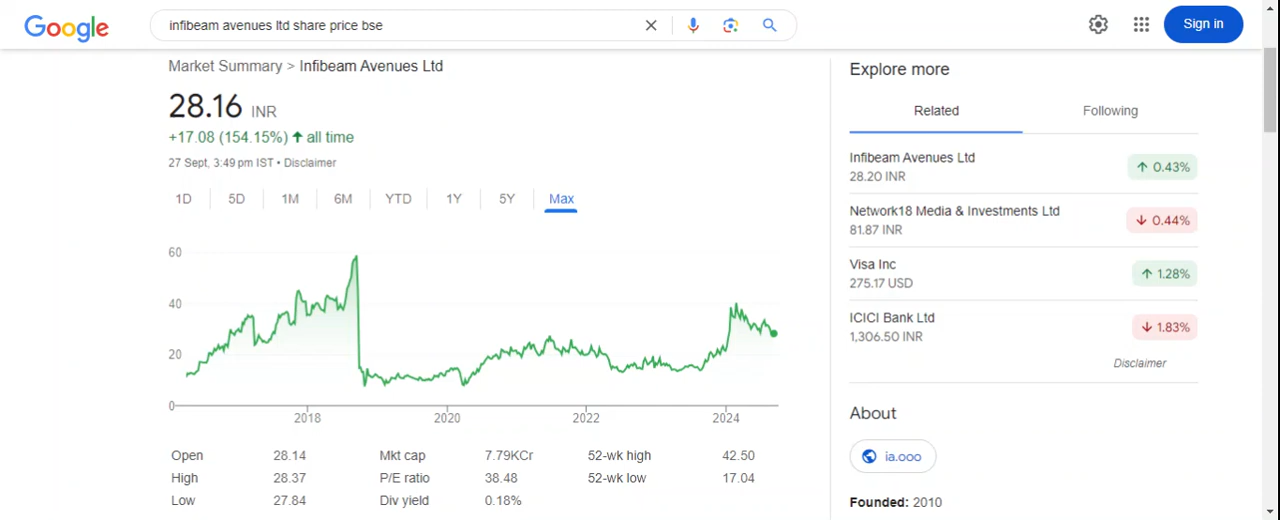 Google
infibeam avenues ltd share price bse
Sign in
Market Summary > Infibeam Avenues Ltd
28.16 INR
+17.08 (154.15%) ↑ all time
27 Sept, 3:49 pm IST • Disclaimer
1D 5D 1M 6M YTD 1Y 5Y Max
60
40
20
0
2018 2020 2022 2024
Open 28.14 Mkt cap 7.79KCr 52-wk high 42.50
High 28.37 P/E ratio 38.48 52-wk low 17.04
Low 27.84 Div yield 0.18%
Explore more
Related Following
Infibeam Avenues Ltd
28.20 INR ↑ 0.43%
Network18 Media & Investments Ltd
81.87 INR ↓ 0.44%
Visa Inc
275.17 USD ↑ 1.28%
ICICI Bank Ltd
1,306.50 INR ↓ 1.83%
Disclaimer
About
ia.ooo
Founded: 2010